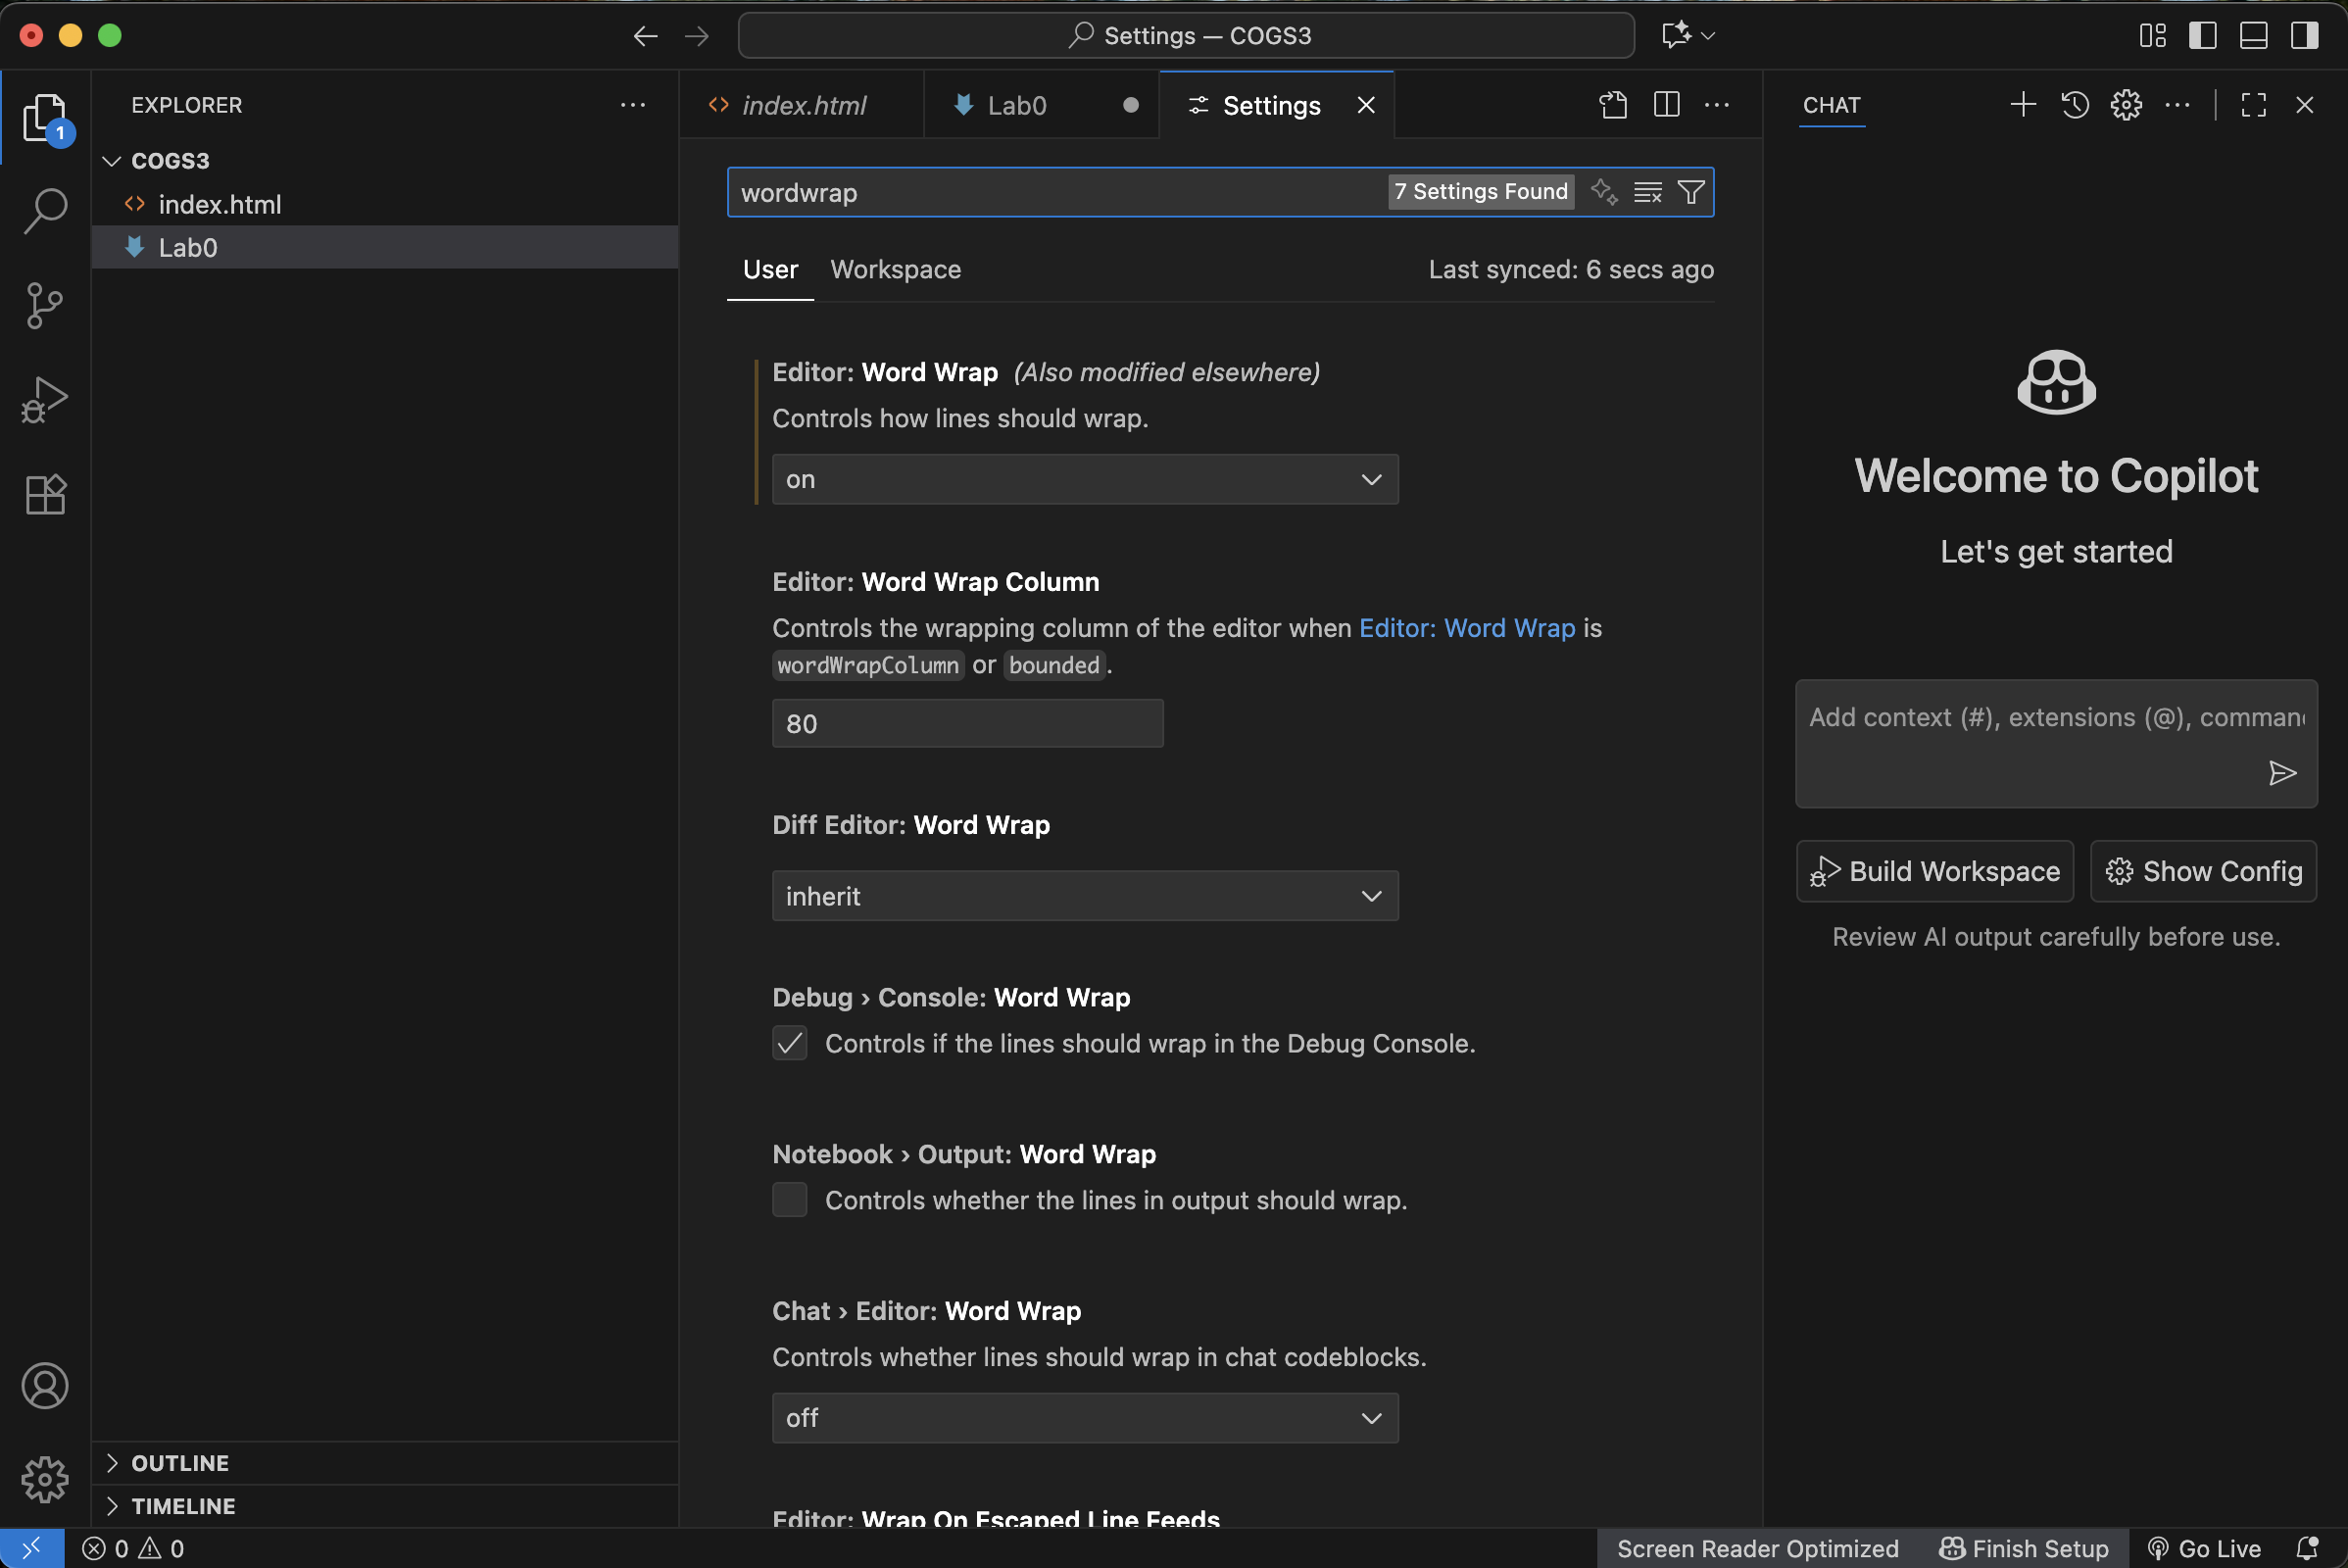 Settings — COGS3
EXPLORER
1
COGS3
index.html
Lab0
OUTLINE
TIMELINE
index.html
Lab0
Settings
wordwrap
7 Settings Found
User
Workspace
Last synced: 6 secs ago
Editor: Word Wrap (Also modified elsewhere)
Controls how lines should wrap.
on
Editor: Word Wrap Column
Controls the wrapping column of the editor when Editor: Word Wrap is
wordWrapColumn or bounded.
80
Diff Editor: Word Wrap
inherit
Debug › Console: Word Wrap
Controls if the lines should wrap in the Debug Console.
Notebook › Output: Word Wrap
Controls whether the lines in output should wrap.
Chat › Editor: Word Wrap
Controls whether lines should wrap in chat codeblocks.
off
Editor: Wrap On Escaped Line Feeds
CHAT
Welcome to Copilot
Let's get started
Add context (#), extensions (@), comman
Build Workspace
Show Config
Review AI output carefully before use.
0 0
Screen Reader Optimized
Finish Setup
Go Live